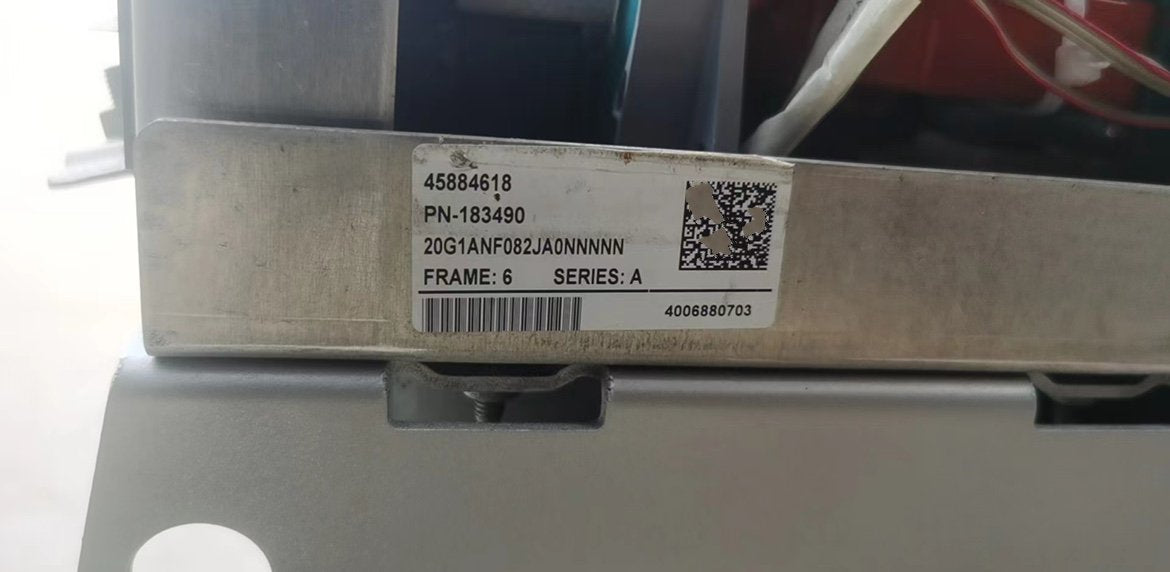 45884618
PN-183490
20G1ANF082JA0NNNNN
FRAME: 6 SERIES: A
4006880703